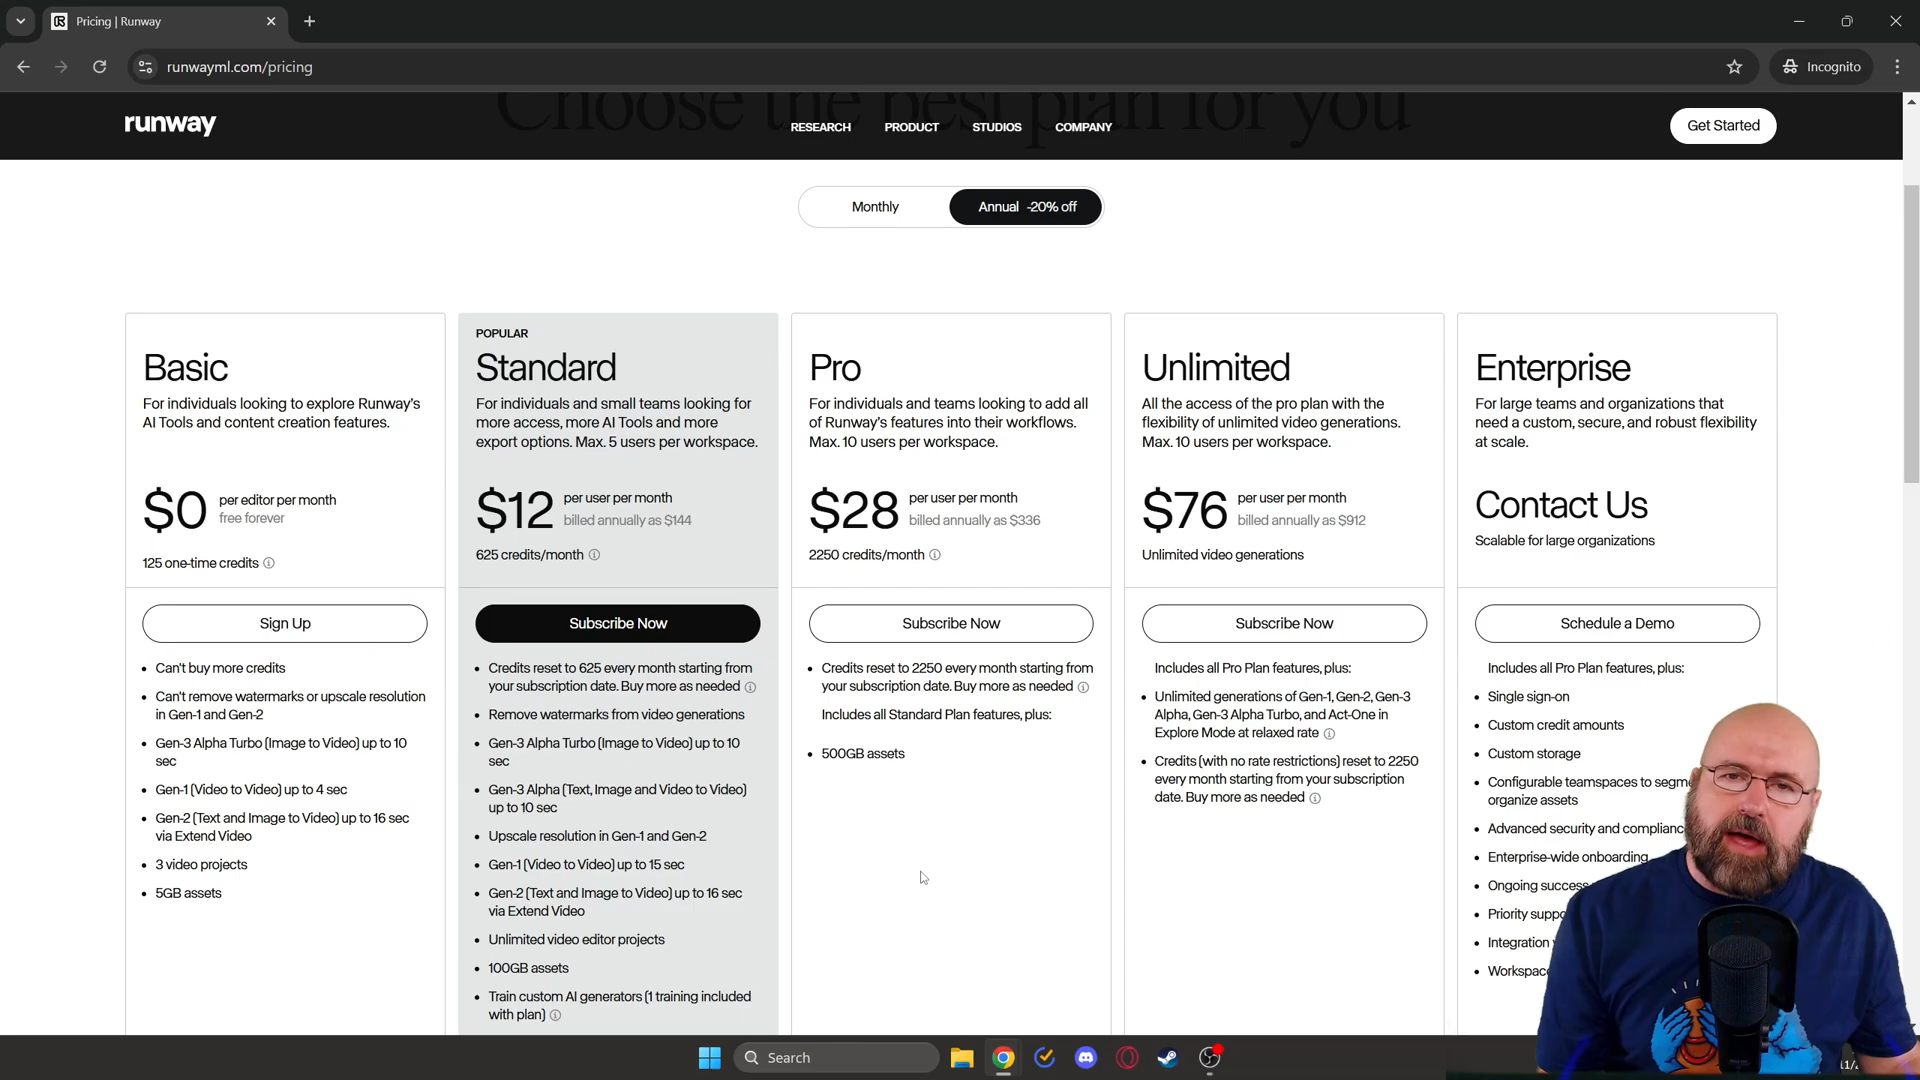 Pricing | Runway
runwayml.com/pricing
Incognito
Choose the best plan for you
runway
RESEARCH
PRODUCT
STUDIOS
COMPANY
Get Started
Monthly
Annual -20% off
Basic
For individuals looking to explore Runway's
AI Tools and content creation features.
$0
per editor per month
free forever
125 one-time credits
Sign Up
Can't buy more credits
Can't remove watermarks or upscale resolution
in Gen-1 and Gen-2
Gen-3 Alpha Turbo (Image to Video) up to 10
sec
Gen-1 (Video to Video) up to 4 sec
Gen-2 (Text and Image to Video) up to 16 sec
via Extend Video
3 video projects
5GB assets
POPULAR
Standard
For individuals and small teams looking for
more access, more AI Tools and more
export options. Max. 5 users per workspace.
$12
per user per month
billed annually as $144
625 credits/month
Subscribe Now
Credits reset to 625 every month starting from
your subscription date. Buy more as needed
Remove watermarks from video generations
Gen-3 Alpha Turbo (Image to Video) up to 10
sec
Gen-3 Alpha (Text, Image and Video to Video)
up to 10 sec
Upscale resolution in Gen-1 and Gen-2
Gen-1 (Video to Video) up to 15 sec
Gen-2 (Text and Image to Video) up to 16 sec
via Extend Video
Unlimited video editor projects
100GB assets
Train custom AI generators (1 training included
with plan)
Pro
For individuals and teams looking to add all
of Runway's features into their workflows.
Max. 10 users per workspace.
$28
per user per month
billed annually as $336
2250 credits/month
Subscribe Now
Credits reset to 2250 every month starting from
your subscription date. Buy more as needed
Includes all Standard Plan features, plus:
500GB assets
Unlimited
All the access of the pro plan with the
flexibility of unlimited video generations.
Max. 10 users per workspace.
$76
per user per month
billed annually as $912
Unlimited video generations
Subscribe Now
Includes all Pro Plan features, plus:
Unlimited generations of Gen-1, Gen-2, Gen-3
Alpha, Gen-3 Alpha Turbo, and Act-One in
Explore Mode at relaxed rate
Credits (with no rate restrictions) reset to 2250
every month starting from your subscription
date. Buy more as needed
Enterprise
For large teams and organizations that
need a custom, secure, and robust flexibility
at scale.
Contact Us
Scalable for large organizations
Schedule a Demo
Includes all Pro Plan features, plus:
Single sign-on
Custom credit amounts
Custom storage
Configurable teamspaces to
organize assets
Advanced security and
Enterprise-wide onboarding
Ongoing success
Priority
Integration
Search